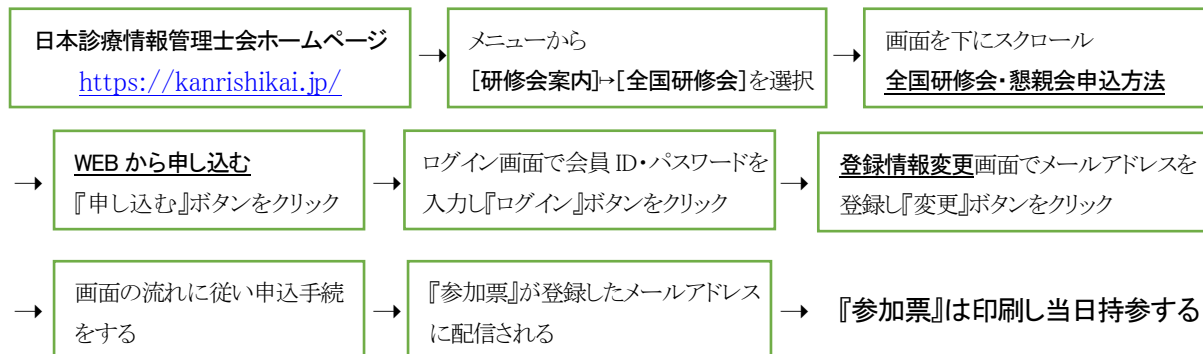 日本診療情報管理士会ホームページ
https://kanrishikai.jp/
→
メニューから
[研修会案内]↦[全国研修会]を選択
→
画面を下にスクロール
全国研修会・懇親会申込方法
→
WEB から申し込む
『申し込む』ボタンをクリック
→
ログイン画面で会員 ID・パスワードを
入力し『ログイン』ボタンをクリック
→
登録情報変更画面でメールアドレスを
登録し『変更』ボタンをクリック
→
画面の流れに従い申込手続
をする
→
『参加票』が登録したメールアドレス
に配信される
→
『参加票』は印刷し当日持参する